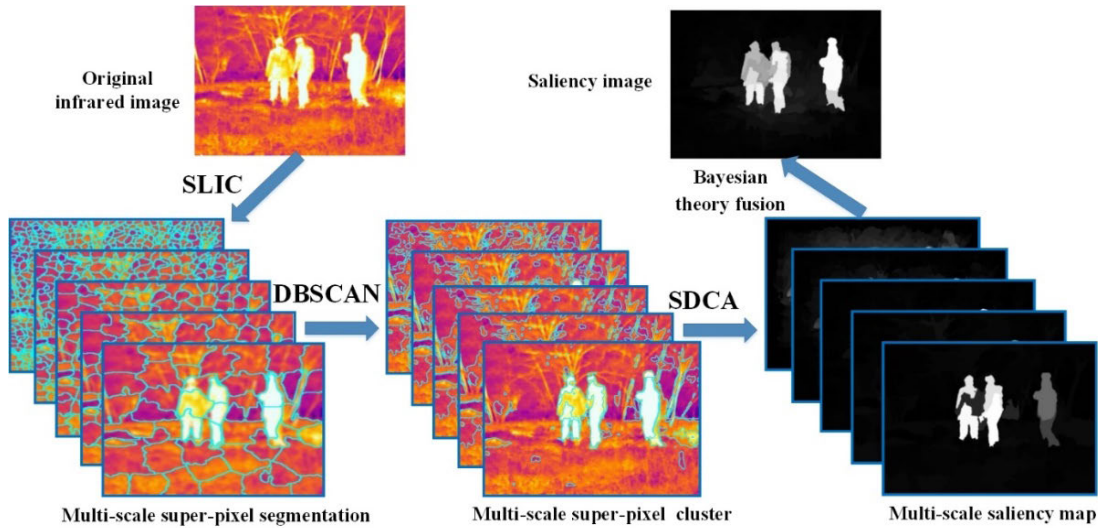 Original
infrared image
Saliency image
SLIC
Bayesian
theory fusion
DBSCAN
SDCA
Multi-scale super-pixel segmentation
Multi-scale super-pixel cluster
Multi-scale saliency map